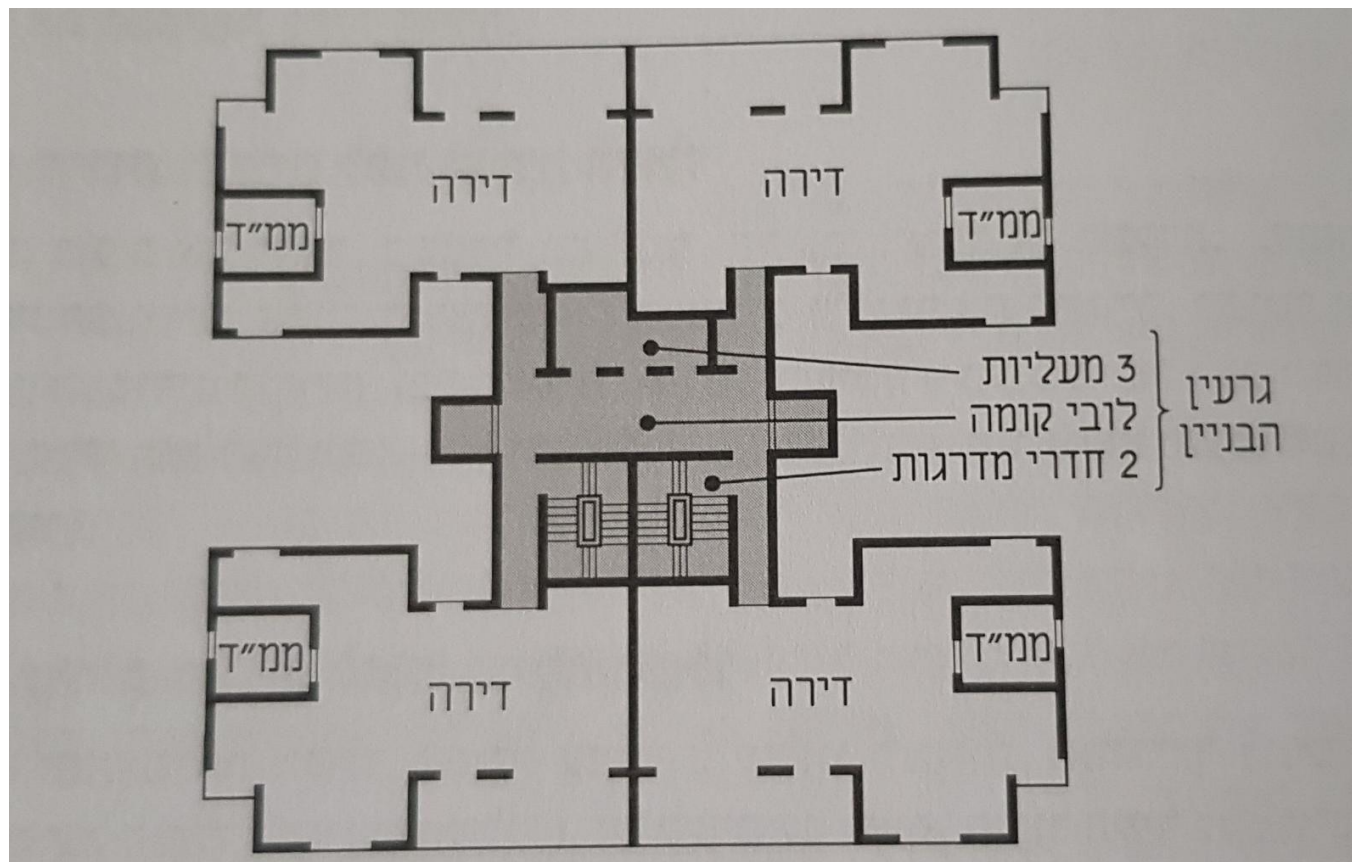 דירה
דירה
ממ״ד
ממ״ד
3 מעליות
לובי קומה
2 חדרי מדרגות
גרעין
הבניין
ממ״ד
ממ״ד
דירה
דירה